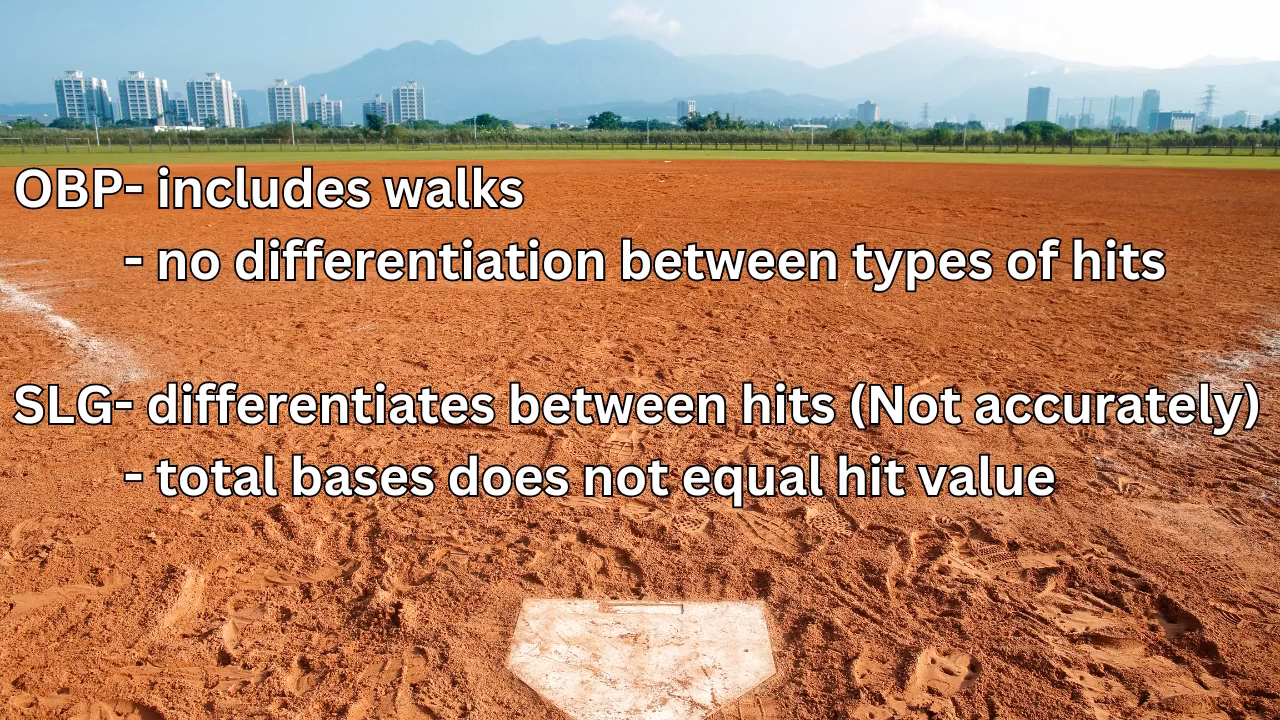 OBP- includes walks
- no differentiation between types of hits
SLG- differentiates between hits (Not accurately)
- total bases does not equal hit value